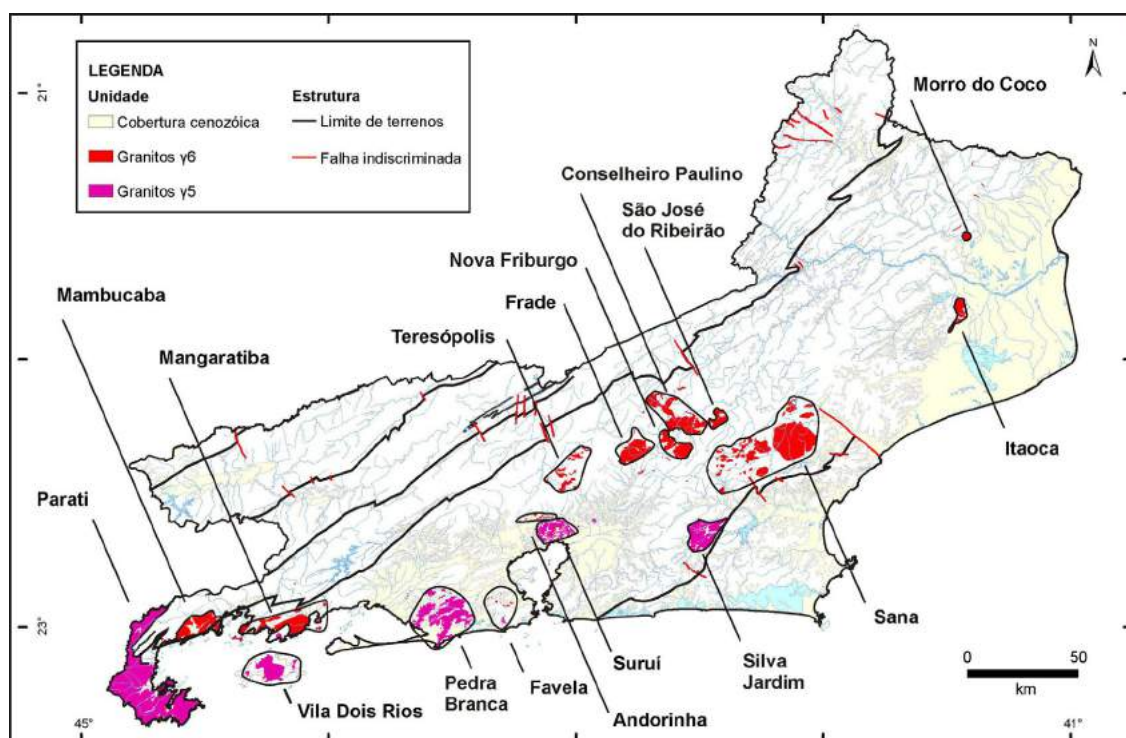 LEGENDA
Unidade
Cobertura cenozóica
Granitos γ6
Granitos γ5
Estrutura
Limite de terrenos
Falha indiscriminada
N
21°
23°
45°
41°
Morro do Coco
Conselheiro Paulino
São José
do Ribeirão
Nova Friburgo
Frade
Mambucaba
Teresópolis
Mangaratiba
Itaoca
Parati
Sana
Vila Dois Rios
Pedra
Branca
Favela
Suruí
Andorinha
Silva
Jardim
0
50
km